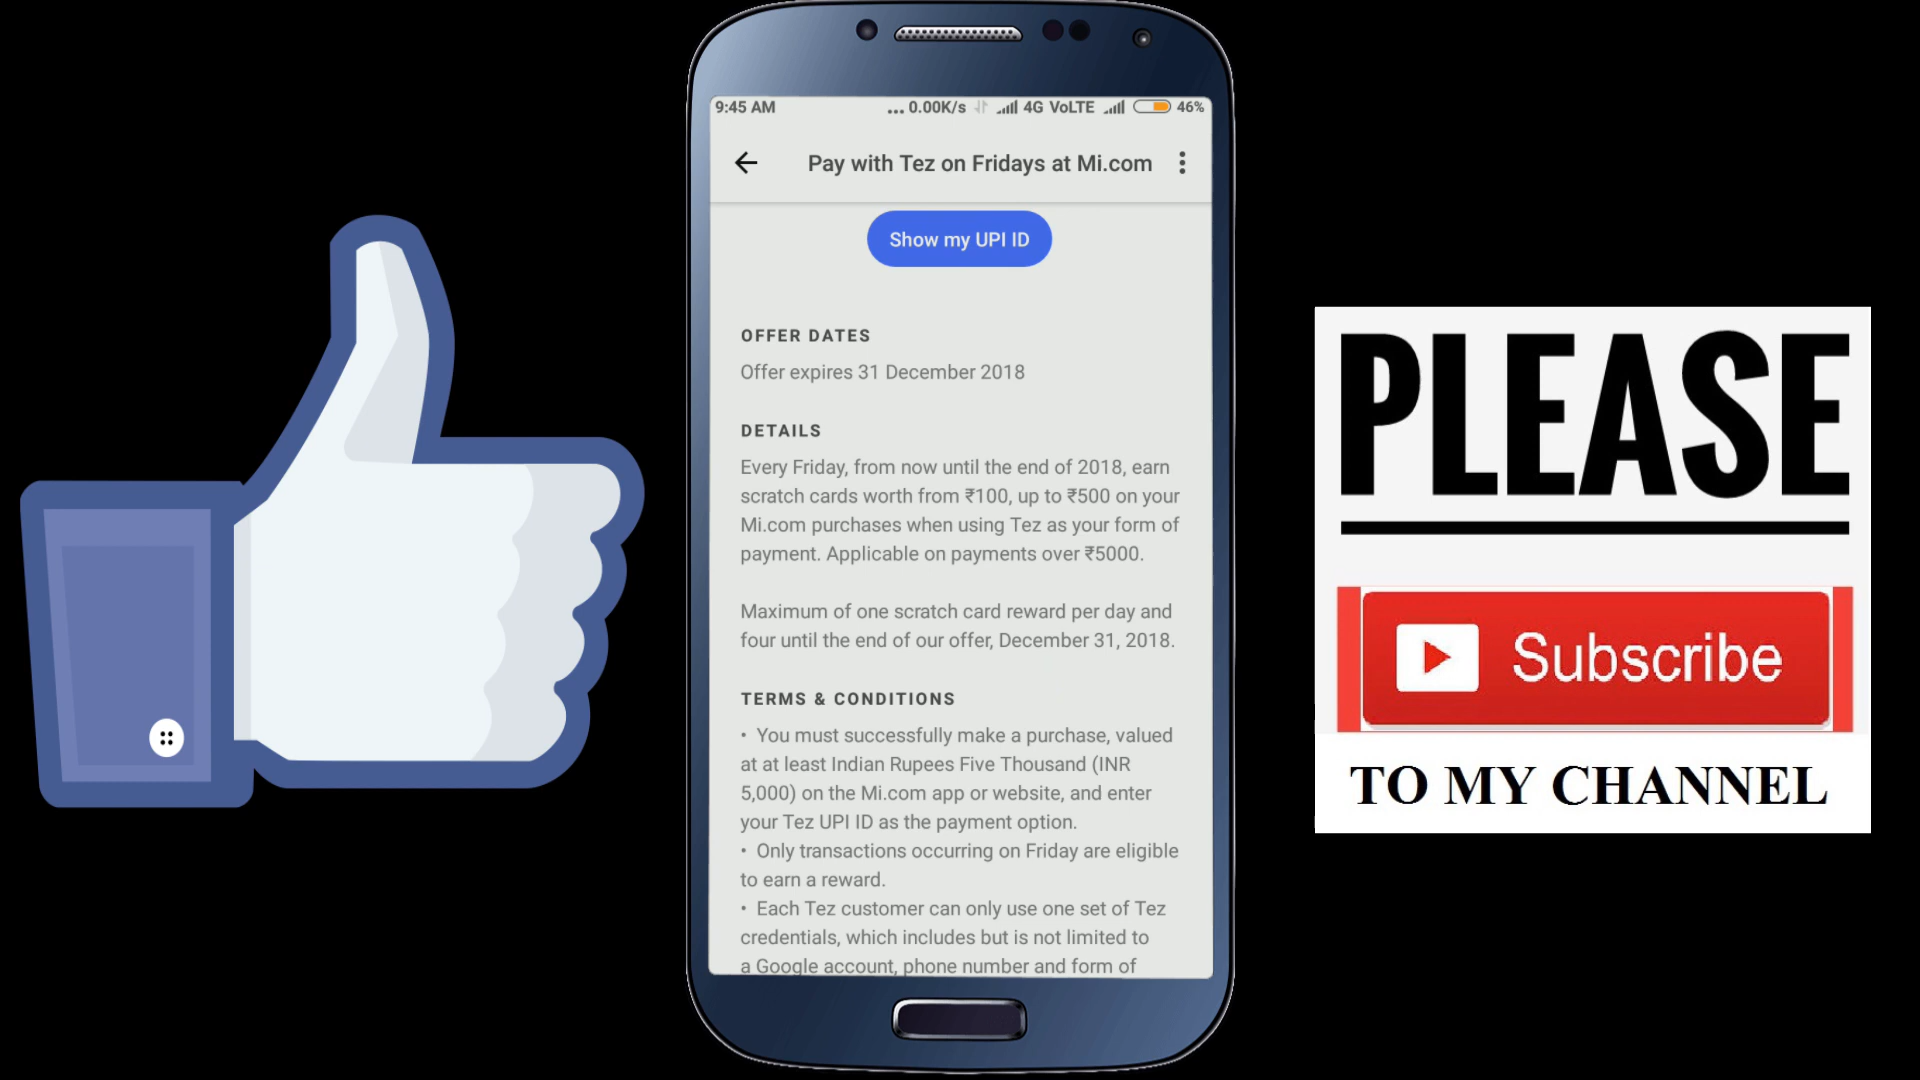 9:45 AM ... 0.00K/s 4G VoLTE 46%
Pay with Tez on Fridays at Mi.com
Show my UPI ID
OFFER DATES
Offer expires 31 December 2018
DETAILS
Every Friday, from now until the end of 2018, earn
scratch cards worth from ₹100, up to ₹500 on your
Mi.com purchases when using Tez as your form of
payment. Applicable on payments over ₹5000.
Maximum of one scratch card reward per day and
four until the end of our offer, December 31, 2018.
TERMS & CONDITIONS
• You must successfully make a purchase, valued
at at least Indian Rupees Five Thousand (INR
5,000) on the Mi.com app or website, and enter
your Tez UPI ID as the payment option.
• Only transactions occurring on Friday are eligible
to earn a reward.
• Each Tez customer can only use one set of Tez
credentials, which includes but is not limited to
a Google account, phone number and form of
PLEASE
Subscribe
TO MY CHANNEL